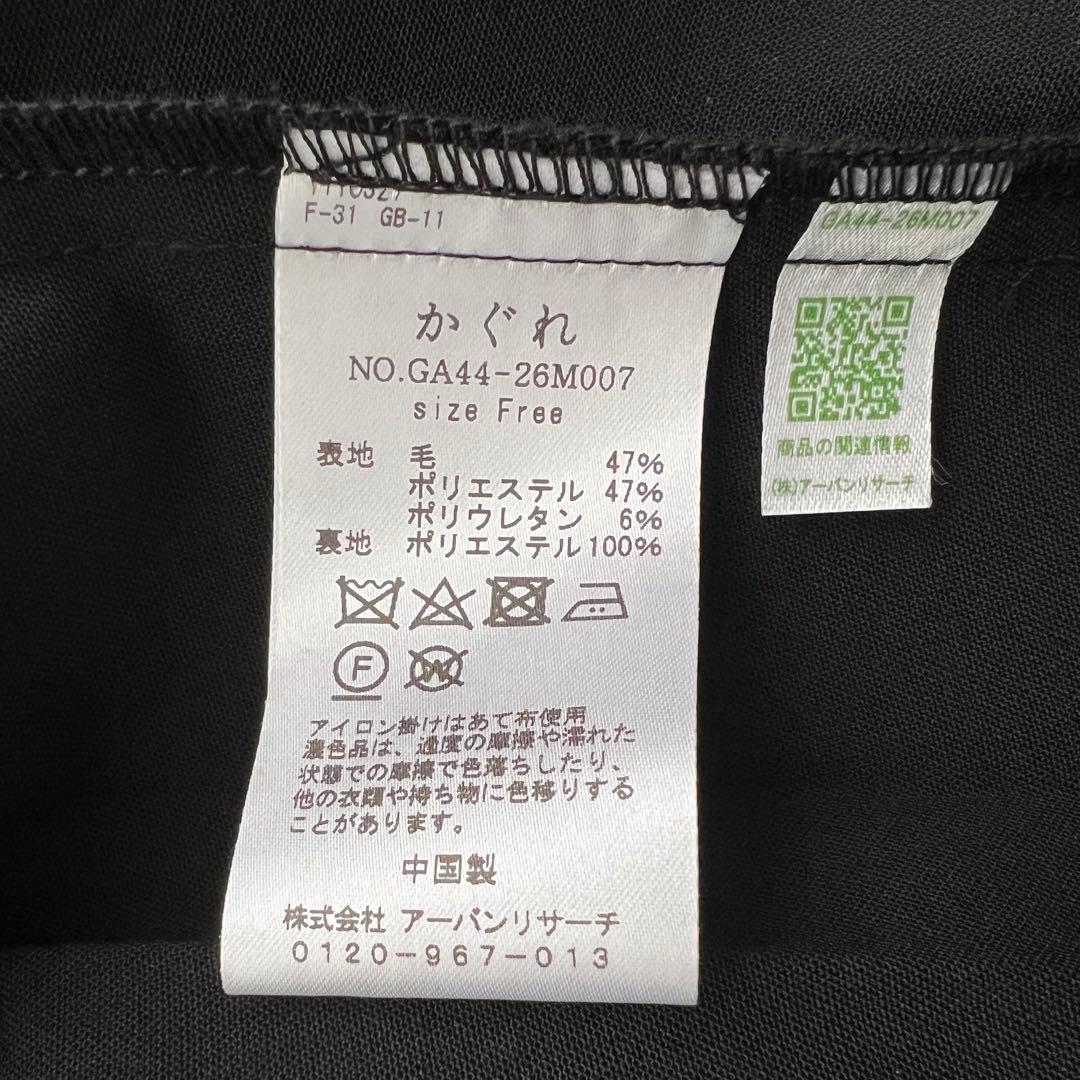 F-31 GB-11
かぐれ
NO.GA44-26M007
size Free
表地 毛 47%
ポリエステル 47%
ポリウレタン 6%
裏地 ポリエステル 100%
F
W
アイロン掛けはあて布使用
濃色品は、過度の摩擦や濡れた
状態での摩擦で色落ちしたり、
他の衣類や持ち物に色移りする
ことがあります。
中国製
株式会社 アーバンリサーチ
0120-967-013
GA44-26M007
商品の関連情報
(株)アーバンリサーチ